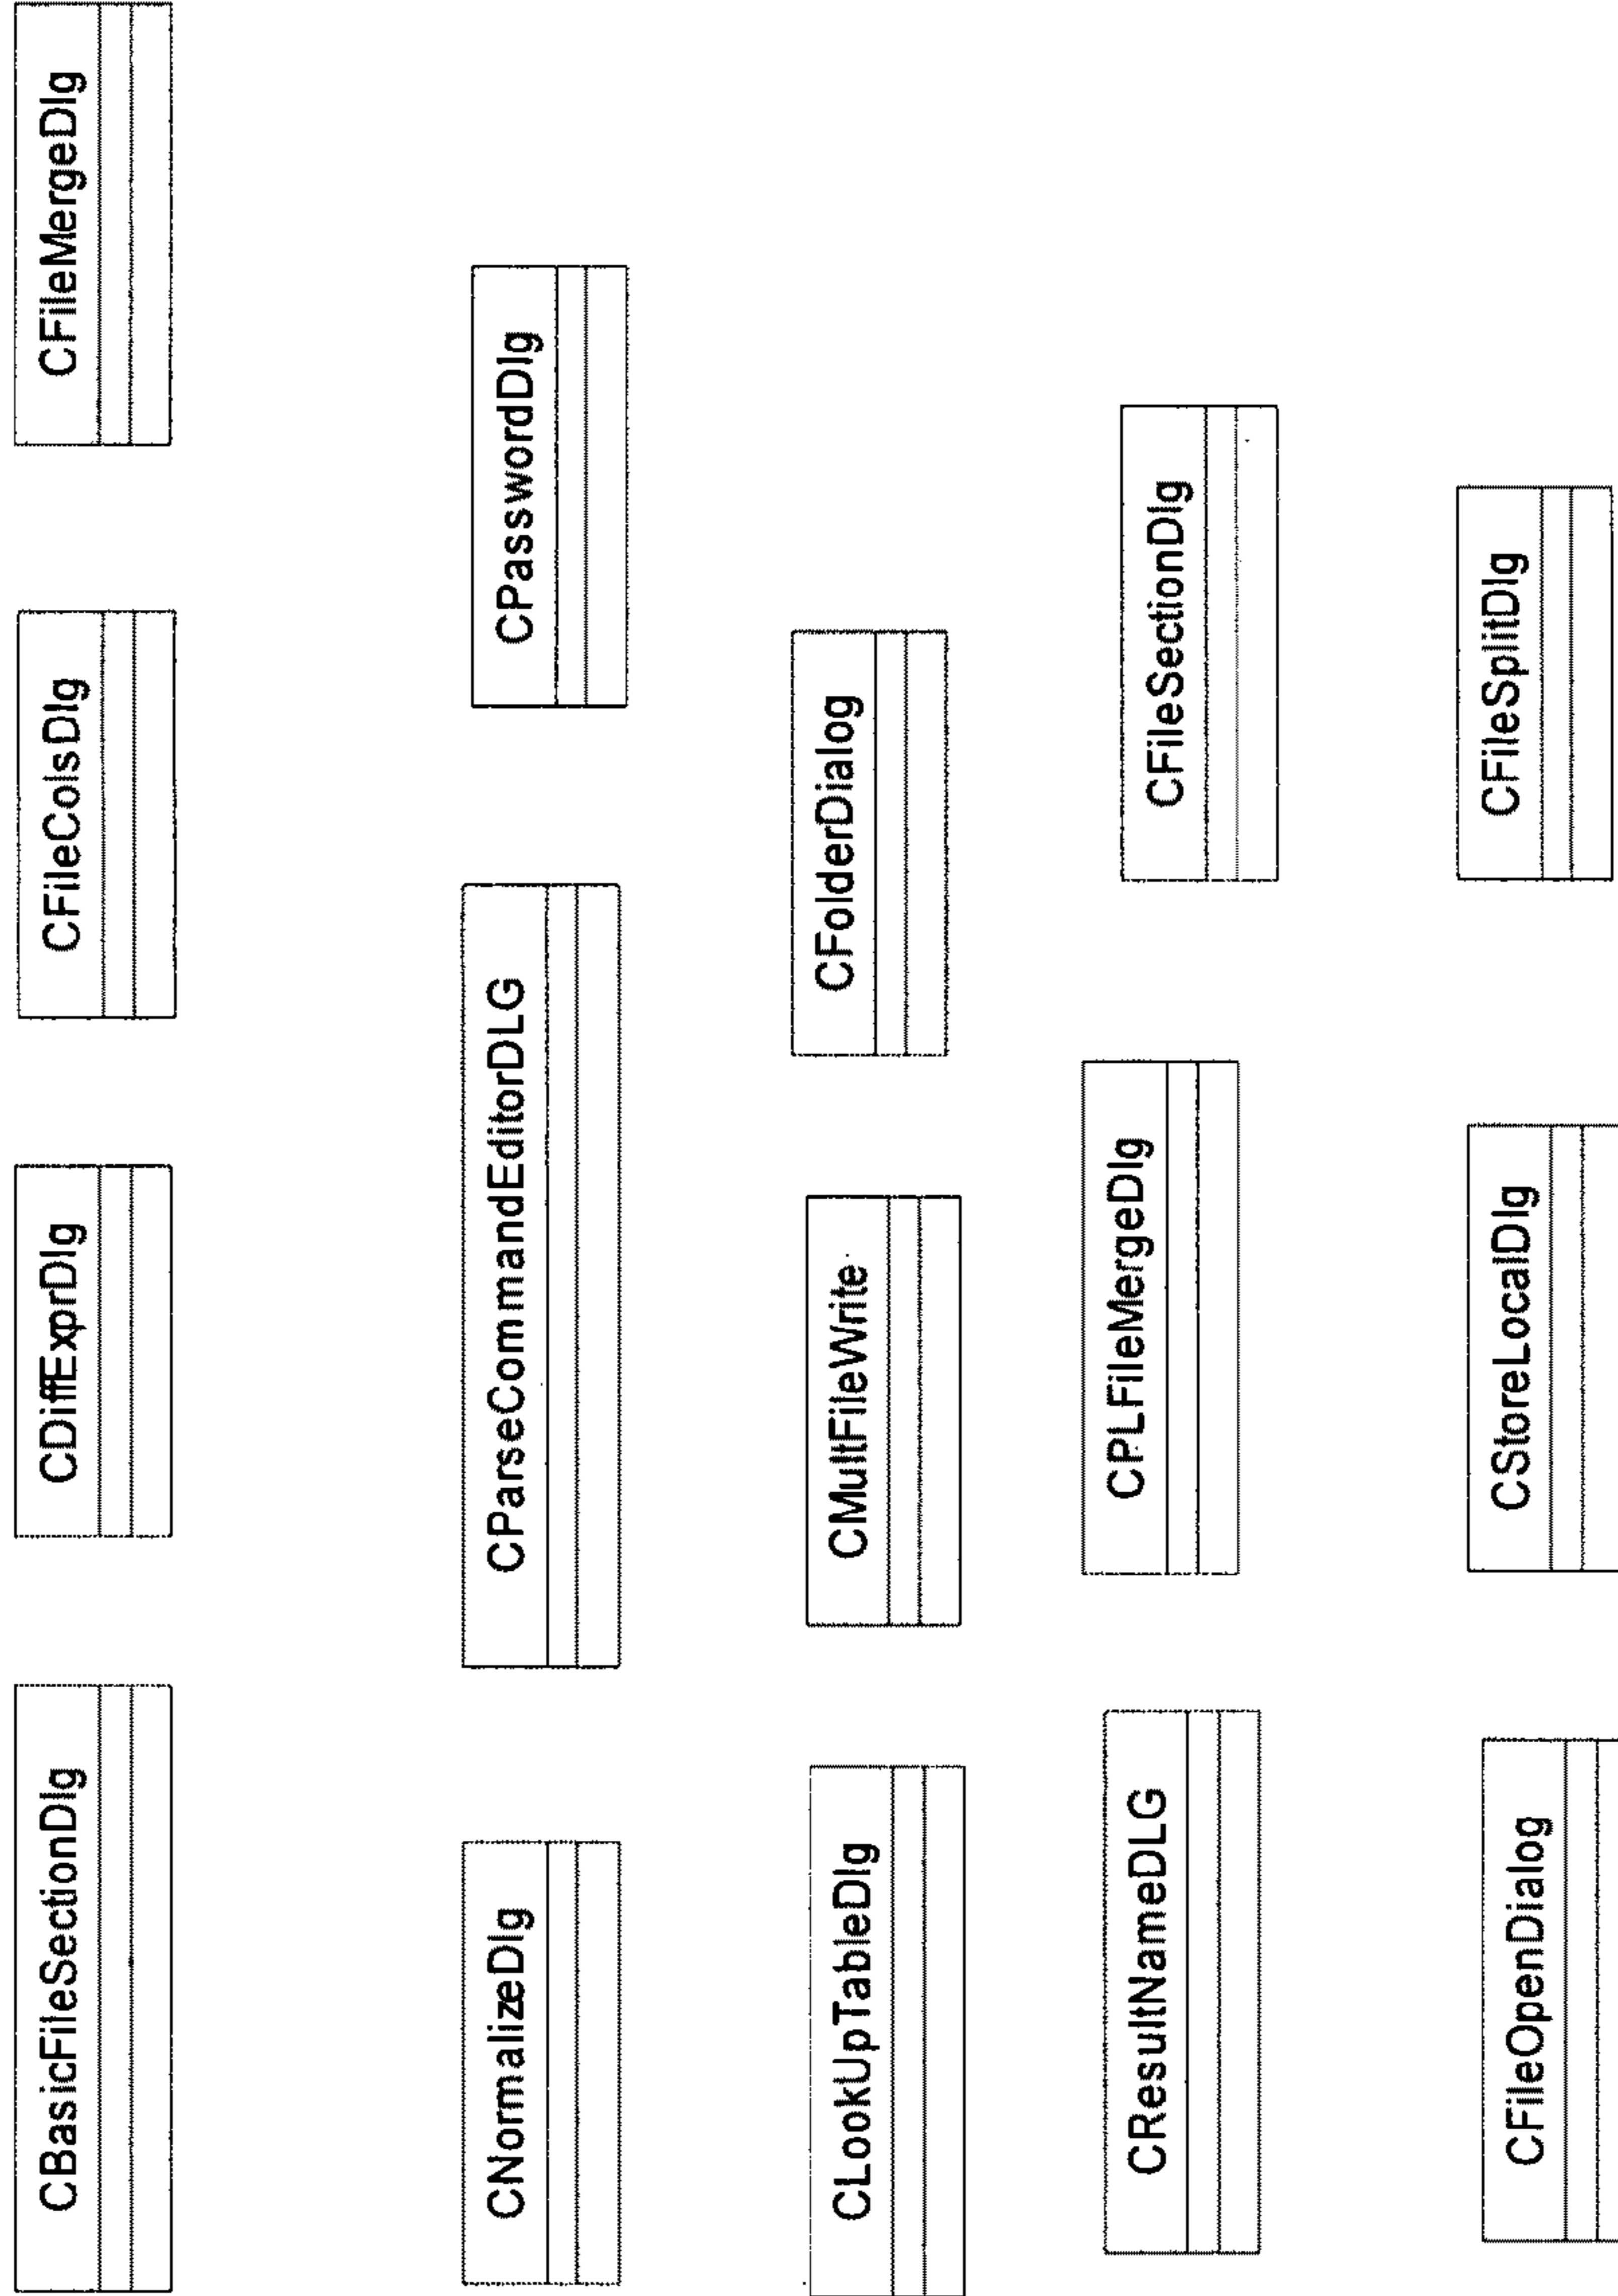 CBasicFileSectionDlg
CDiffExprDlg
CFileColsDlg
CFileMergeDlg
CNormalizeDlg
CParseCommandEditorDLG
CPasswordDlg
CLookUpTableDlg
CMultFileWrite
CFolderDialog
CResultNameDLG
CPLFileMergeDlg
CFileSectionDlg
CFileOpenDialog
CStoreLocalDlg
CFileSplitDlg